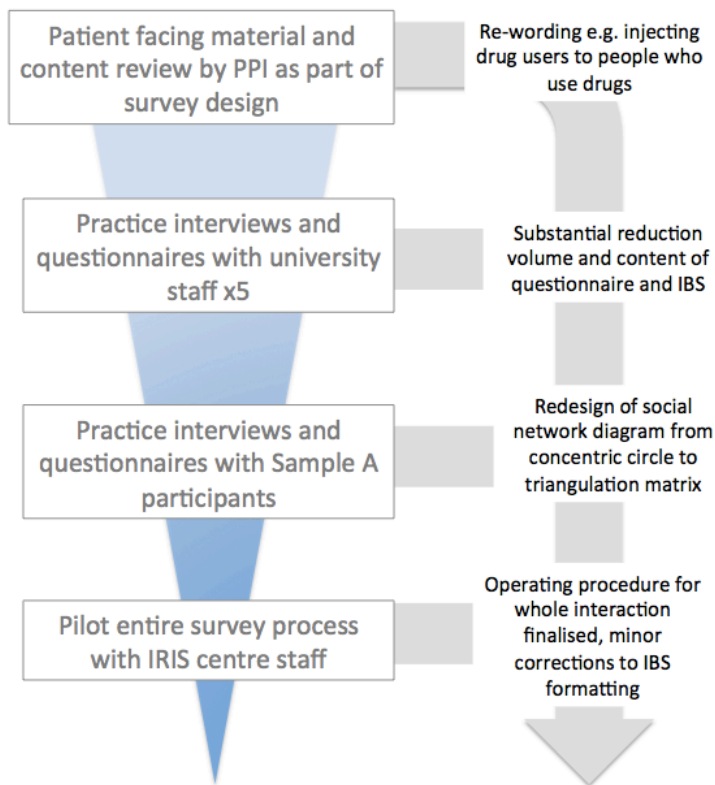 Patient facing material and
content review by PPI as part of
survey design
Re-wording e.g. injecting
drug users to people who
use drugs
Practice interviews and
questionnaires with university
staff x5
Substantial reduction
volume and content of
questionnaire and IBS
Practice interviews and
questionnaires with Sample A
participants
Redesign of social
network diagram from
concentric circle to
triangulation matrix
Pilot entire survey process
with IRIS centre staff
Operating procedure for
whole interaction
finalised, minor
corrections to IBS
formatting